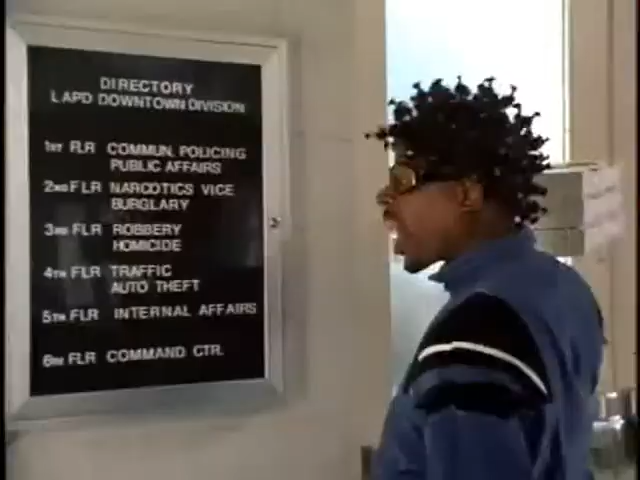 DIRECTORY
LAPD DOWNTOWN DIVISION
1ST FLR COMMUN. POLICING
PUBLIC AFFAIRS
2ND FLR NARCOTICS VICE
BURGLARY
3RD FLR ROBBERY
HOMICIDE
4TH FLR TRAFFIC
AUTO THEFT
5TH FLR INTERNAL AFFAIRS
6TH FLR COMMAND CTR.